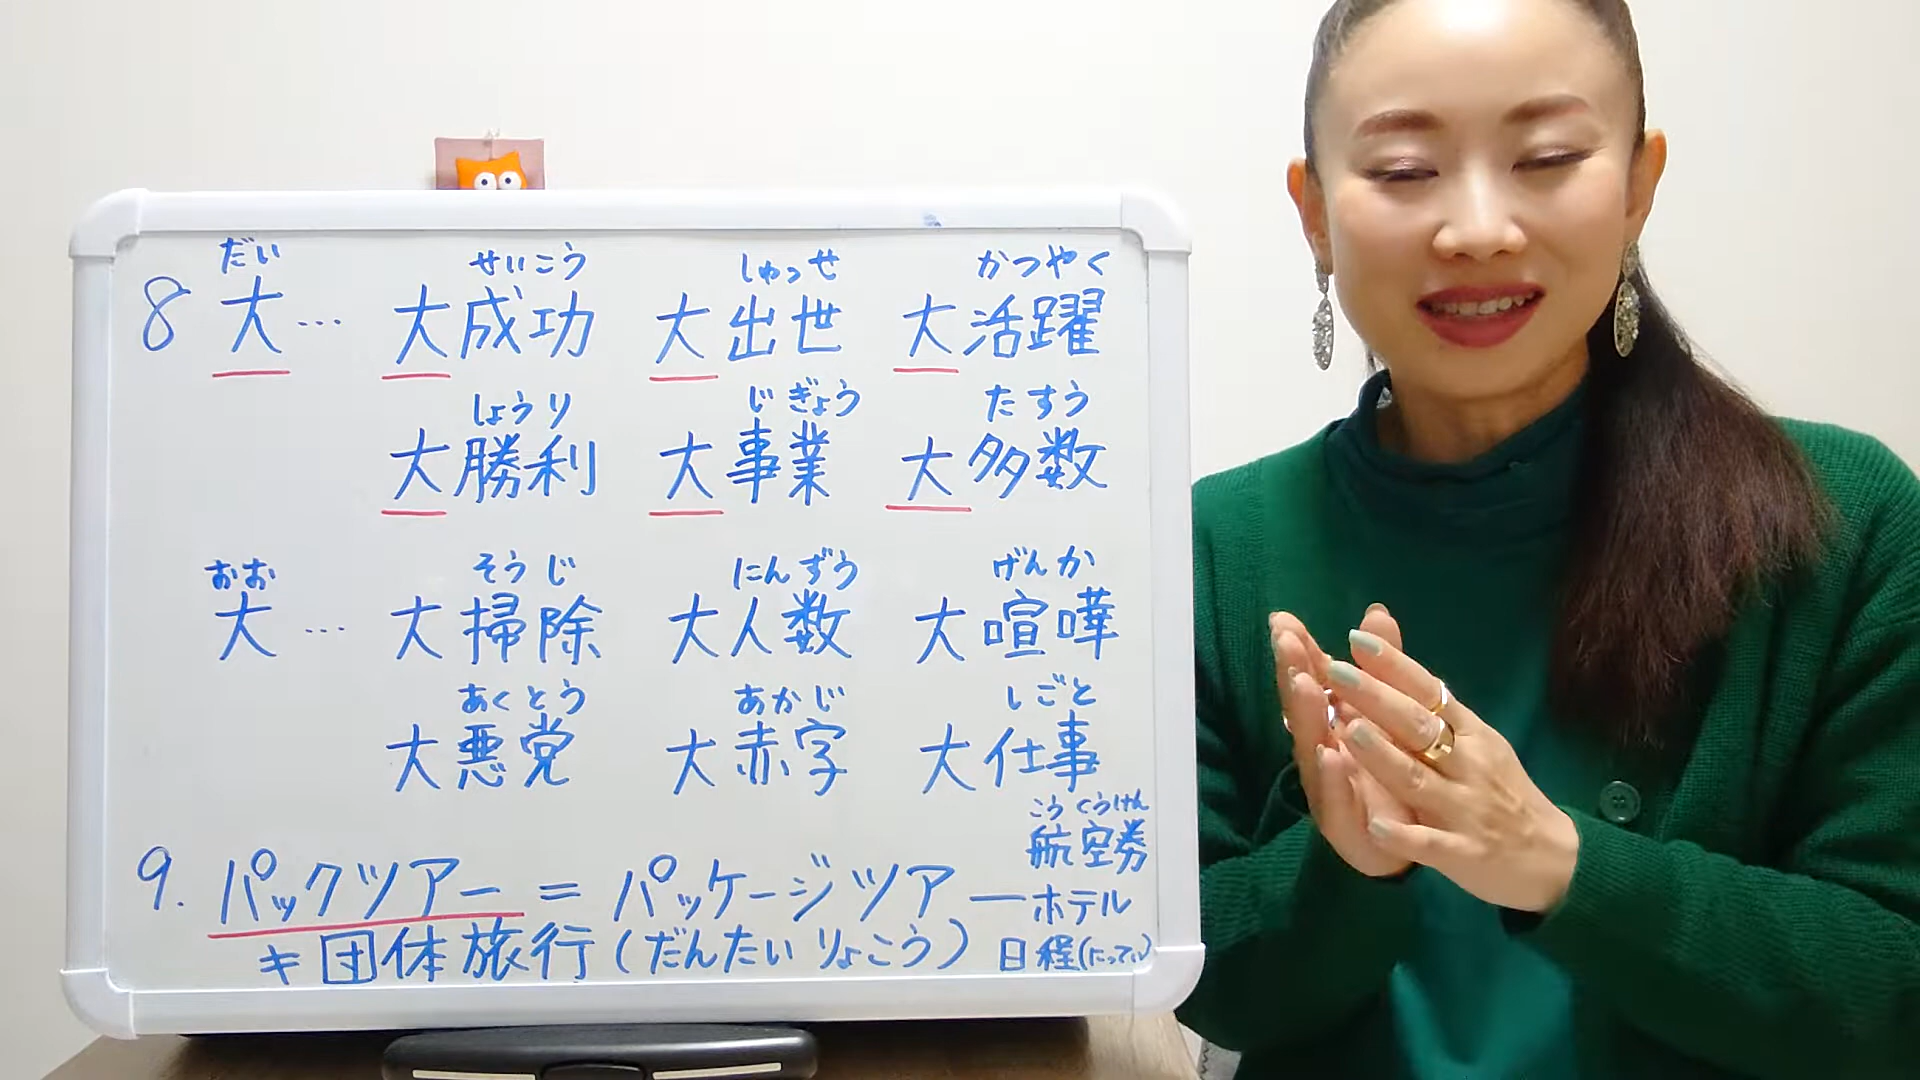 だい せいこう しゅっせ かつやく
8 大… 大成功 大出世 大活躍
しょうり じぎょう たすう
大勝利 大事業 大多数
おお そうじ にんずう げんか
大… 大掃除 大人数 大喧嘩
あくとう あかじ しごと
大悪党 大赤字 大仕事
こうくうけん
航空券
9. パックツアー = パッケージツアー ホテル
≠ 団体旅行(だんたいりょこう) 日程(にってい)